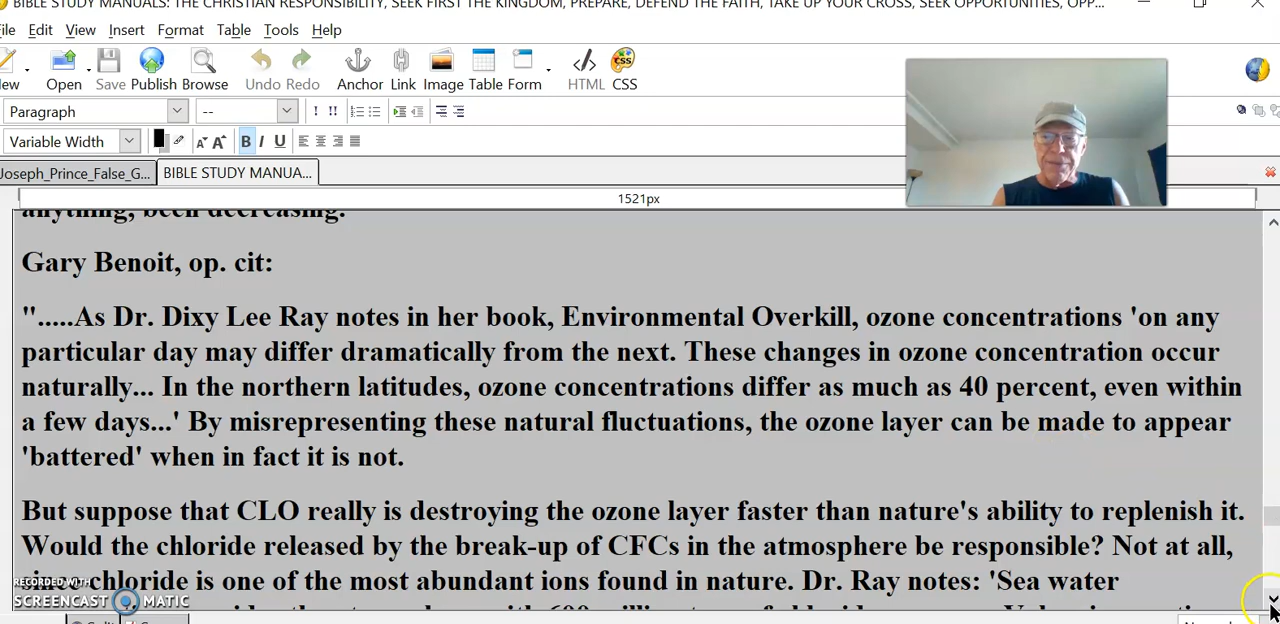 BIBLE STUDY MANUALS: THE CHRISTIAN RESPONSIBILITY, SEEK FIRST THE KINGDOM, PREPARE, DEFEND THE FAITH, TAKE UP YOUR CROSS, SEEK OPPORTUNITIES, OPP...
File Edit View Insert Format Table Tools Help
New Open Save Publish Browse Undo Redo Anchor Link Image Table Form HTML CSS
Paragraph --
Variable Width B I U
Joseph_Prince_False_G... BIBLE STUDY MANUA...
1521px
anything, been decreasing.
Gary Benoit, op. cit:
".....As Dr. Dixy Lee Ray notes in her book, Environmental Overkill, ozone concentrations 'on any
particular day may differ dramatically from the next. These changes in ozone concentration occur
naturally... In the northern latitudes, ozone concentrations differ as much as 40 percent, even within
a few days...' By misrepresenting these natural fluctuations, the ozone layer can be made to appear
'battered' when in fact it is not.
But suppose that CLO really is destroying the ozone layer faster than nature's ability to replenish it.
Would the chloride released by the break-up of CFCs in the atmosphere be responsible? Not at all,
chloride is one of the most abundant ions found in nature. Dr. Ray notes: 'Sea water
RECORDED WITH
SCREENCAST MATIC